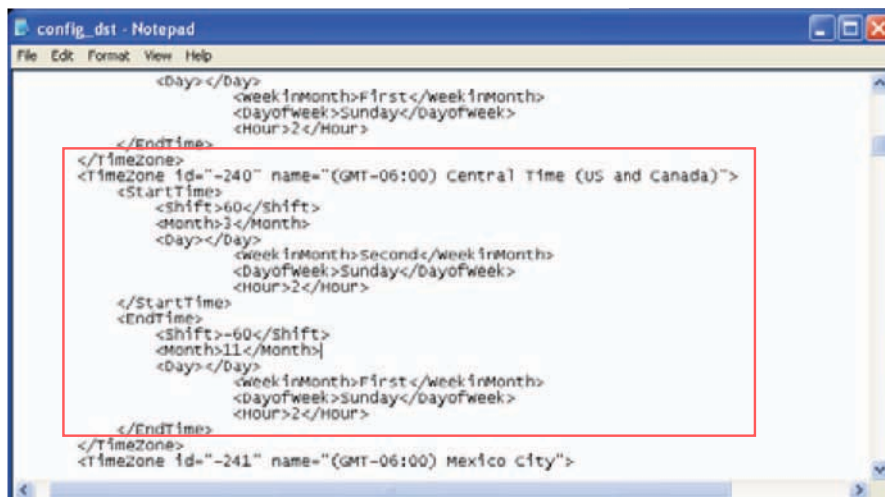 config_dst - Notepad
File Edit Format View Help
<Day></Day>
<WeekinMonth>First</WeekinMonth>
<DayofWeek>Sunday</DayofWeek>
<Hour>2</Hour>
</EndTime>
</TimeZone>
<TimeZone id="-240" name="(GMT-06:00) Central Time (US and Canada)">
<StartTime>
<Shift>60</Shift>
<Month>3</Month>
<Day></Day>
<WeekinMonth>Second</WeekinMonth>
<DayofWeek>Sunday</DayofWeek>
<Hour>2</Hour>
</StartTime>
<EndTime>
<Shift>-60</Shift>
<Month>11</Month>
<Day></Day>
<WeekinMonth>First</WeekinMonth>
<DayofWeek>Sunday</DayofWeek>
<Hour>2</Hour>
</EndTime>
</TimeZone>
<TimeZone id="-241" name="(GMT-06:00) Mexico City">